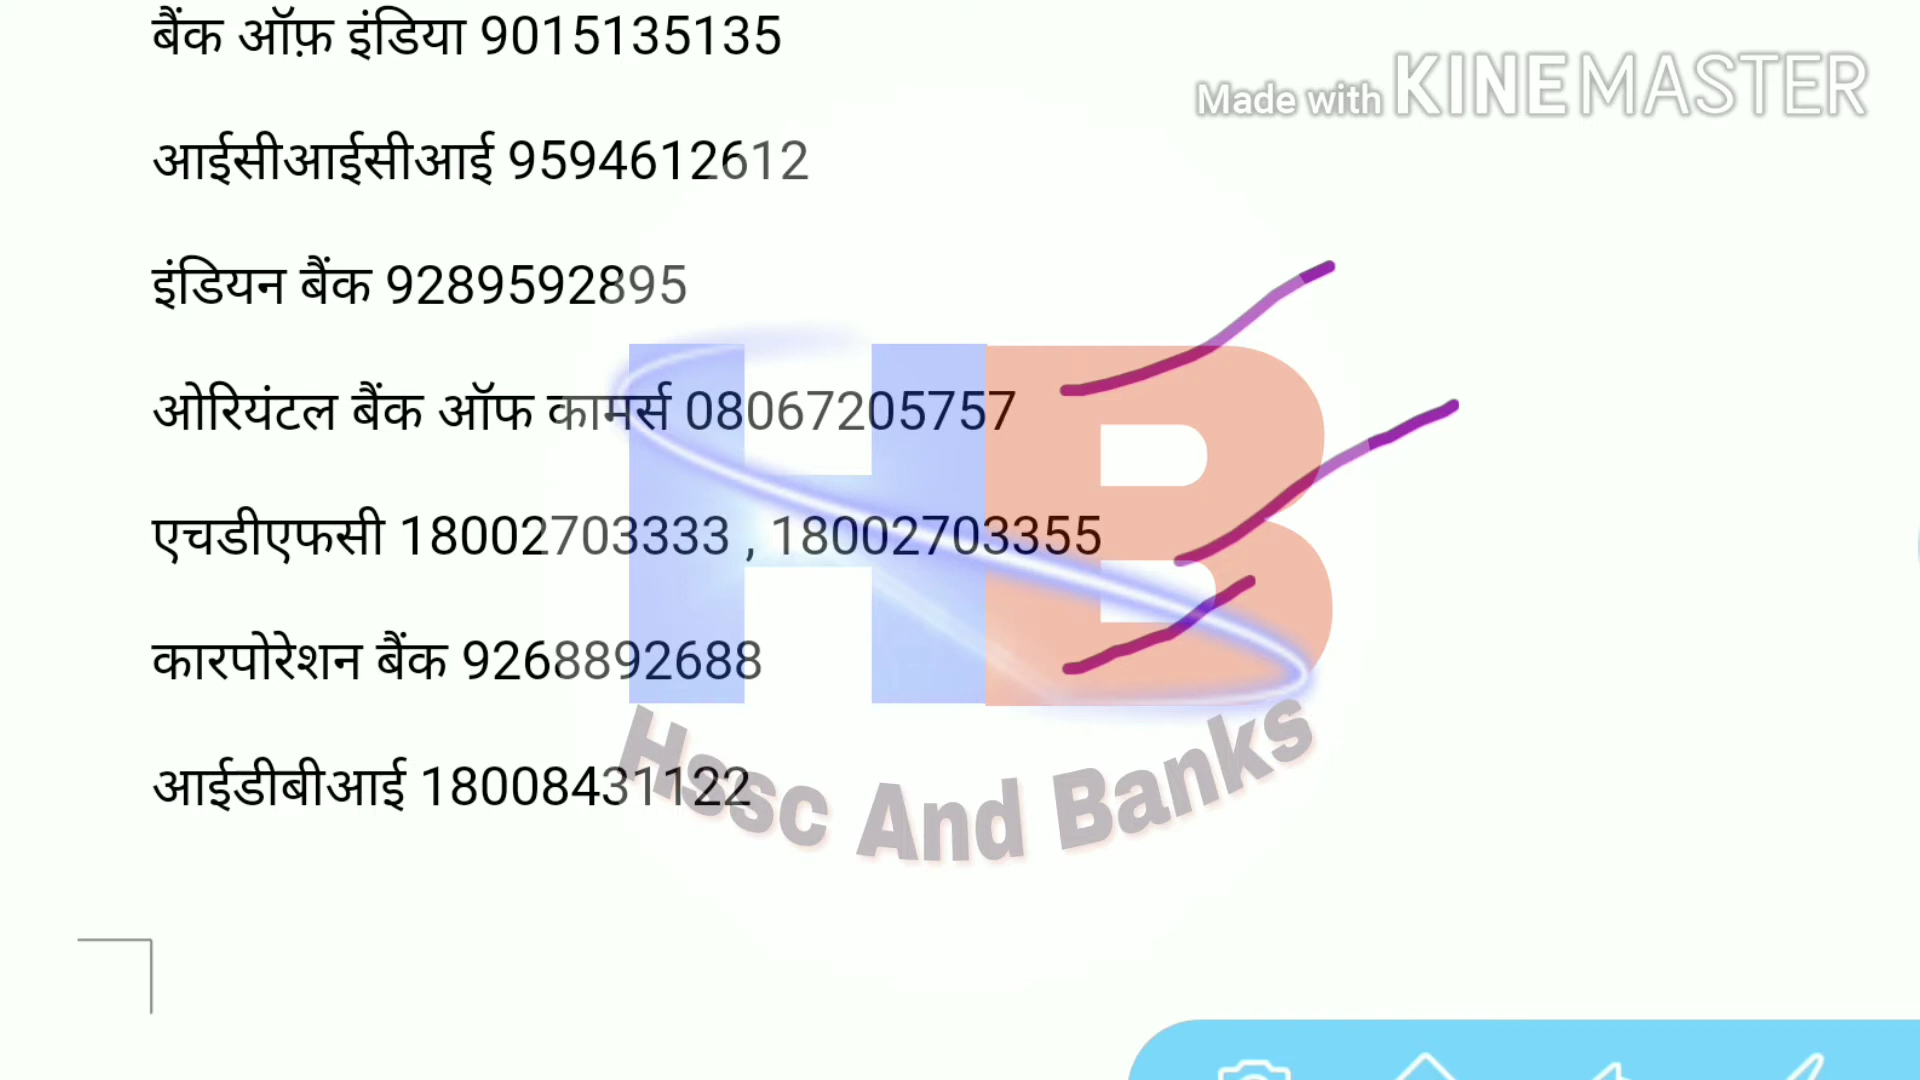 बैंक ऑफ़ इंडिया 9015135135
Made with KINEMASTER
आईसीआईसीआई 9594612612
इंडियन बैंक 9289592895
ओरियंटल बैंक ऑफ कामर्स 08067205757
एचडीएफसी 18002703333 , 18002703355
कारपोरेशन बैंक 9268892688
आईडीबीआई 18008431122
HB
Hssc And Banks